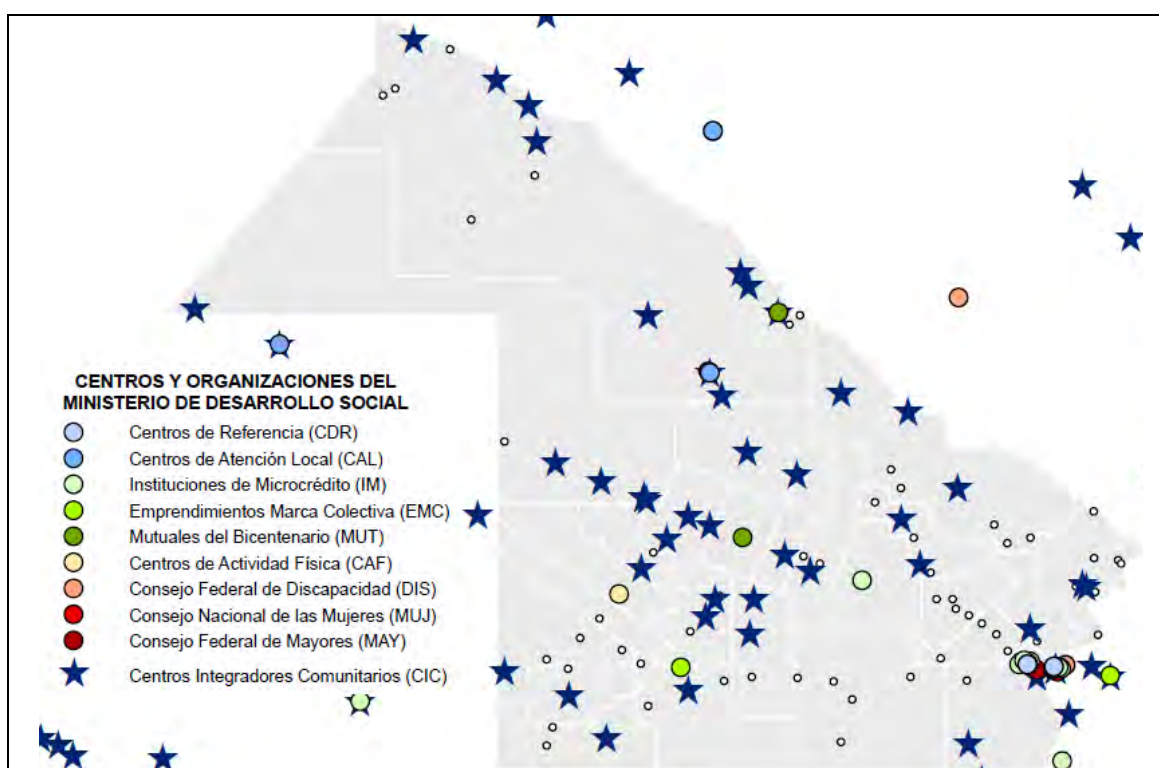 CENTROS Y ORGANIZACIONES DEL
MINISTERIO DE DESARROLLO SOCIAL
Centros de Referencia (CDR)
Centros de Atención Local (CAL)
Instituciones de Microcrédito (IM)
Emprendimientos Marca Colectiva (EMC)
Mutuales del Bicentenario (MUT)
Centros de Actividad Física (CAF)
Consejo Federal de Discapacidad (DIS)
Consejo Nacional de las Mujeres (MUJ)
Consejo Federal de Mayores (MAY)
Centros Integradores Comunitarios (CIC)